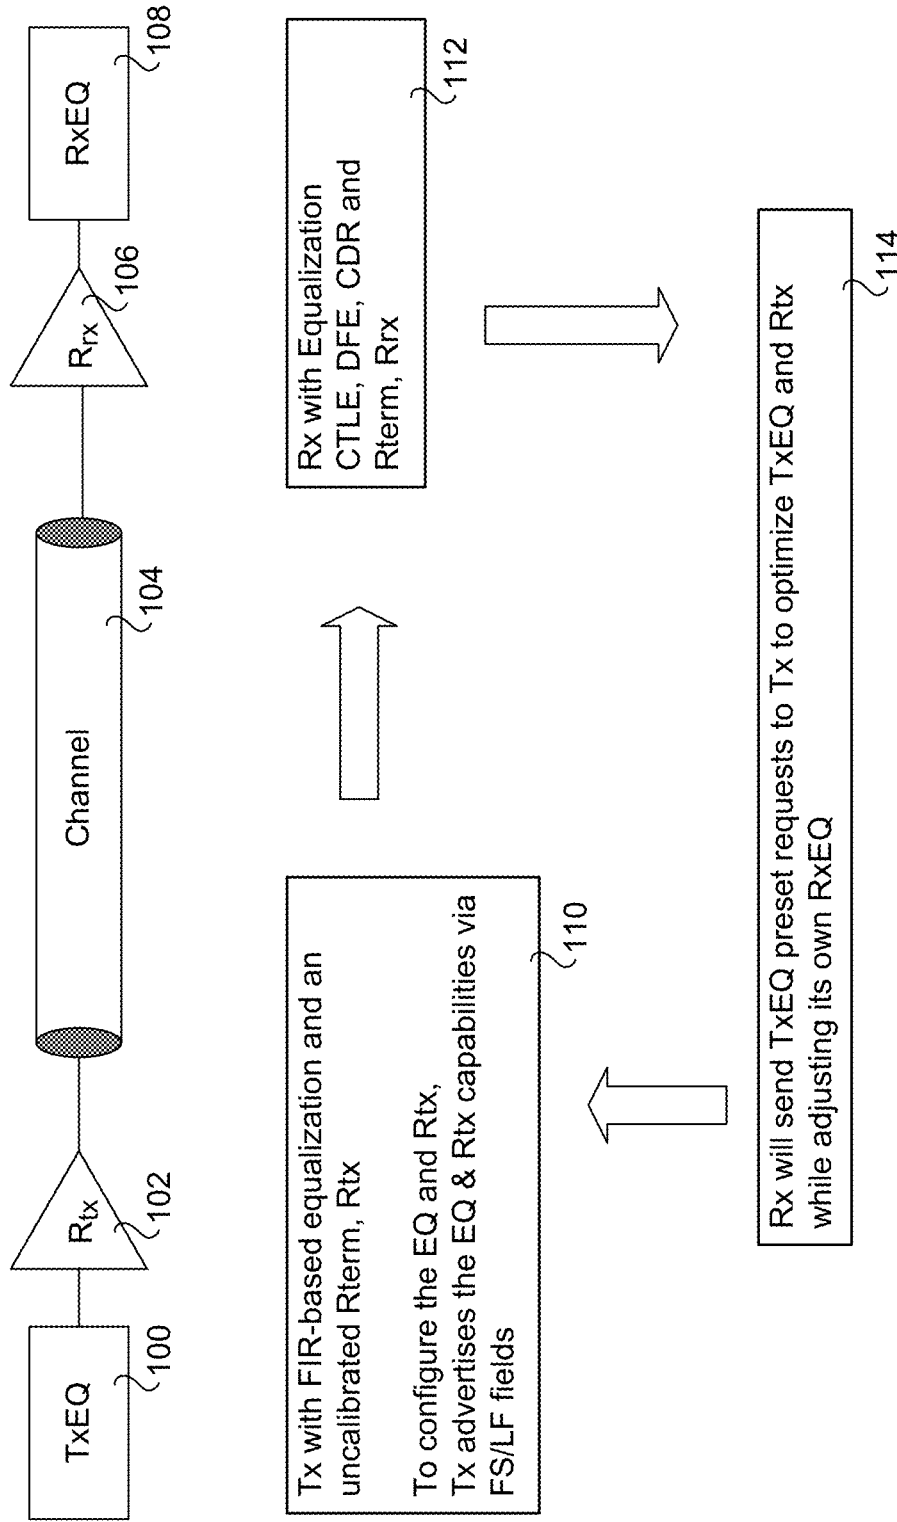 TxEQ
100
Rtx
102
Channel
104
Rrx
106
RxEQ
108
Tx with FIR-based equalization and an
uncalibrated Rterm, Rtx
To configure the EQ and Rtx,
Tx advertises the EQ & Rtx capabilities via
FS/LF fields
110
Rx with Equalization
CTLE, DFE, CDR and
Rterm, Rrx
112
Rx will send TxEQ preset requests to Tx to optimize TxEQ and Rtx
while adjusting its own RxEQ
114